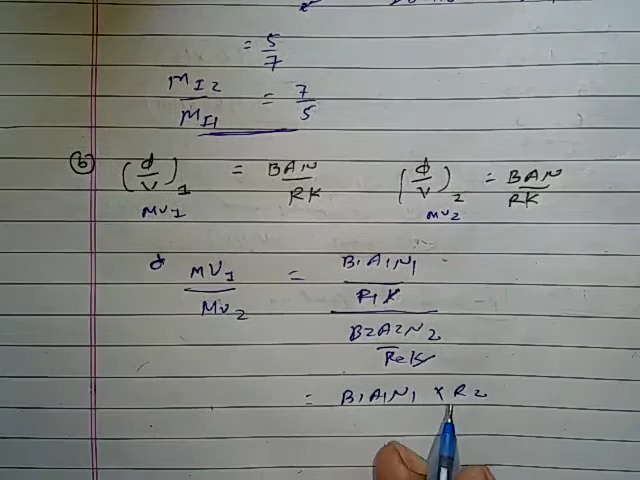 = 5/7
MI2/MI1 = 7/5
(b) (ϕ/V)1 = BAN/RK (ϕ/V)2 = BAN/RK
MV1 MV2
MV1/MV2 = B1A1N1/R1K / B2A2N2/R2K
= B1A1N1 × R2